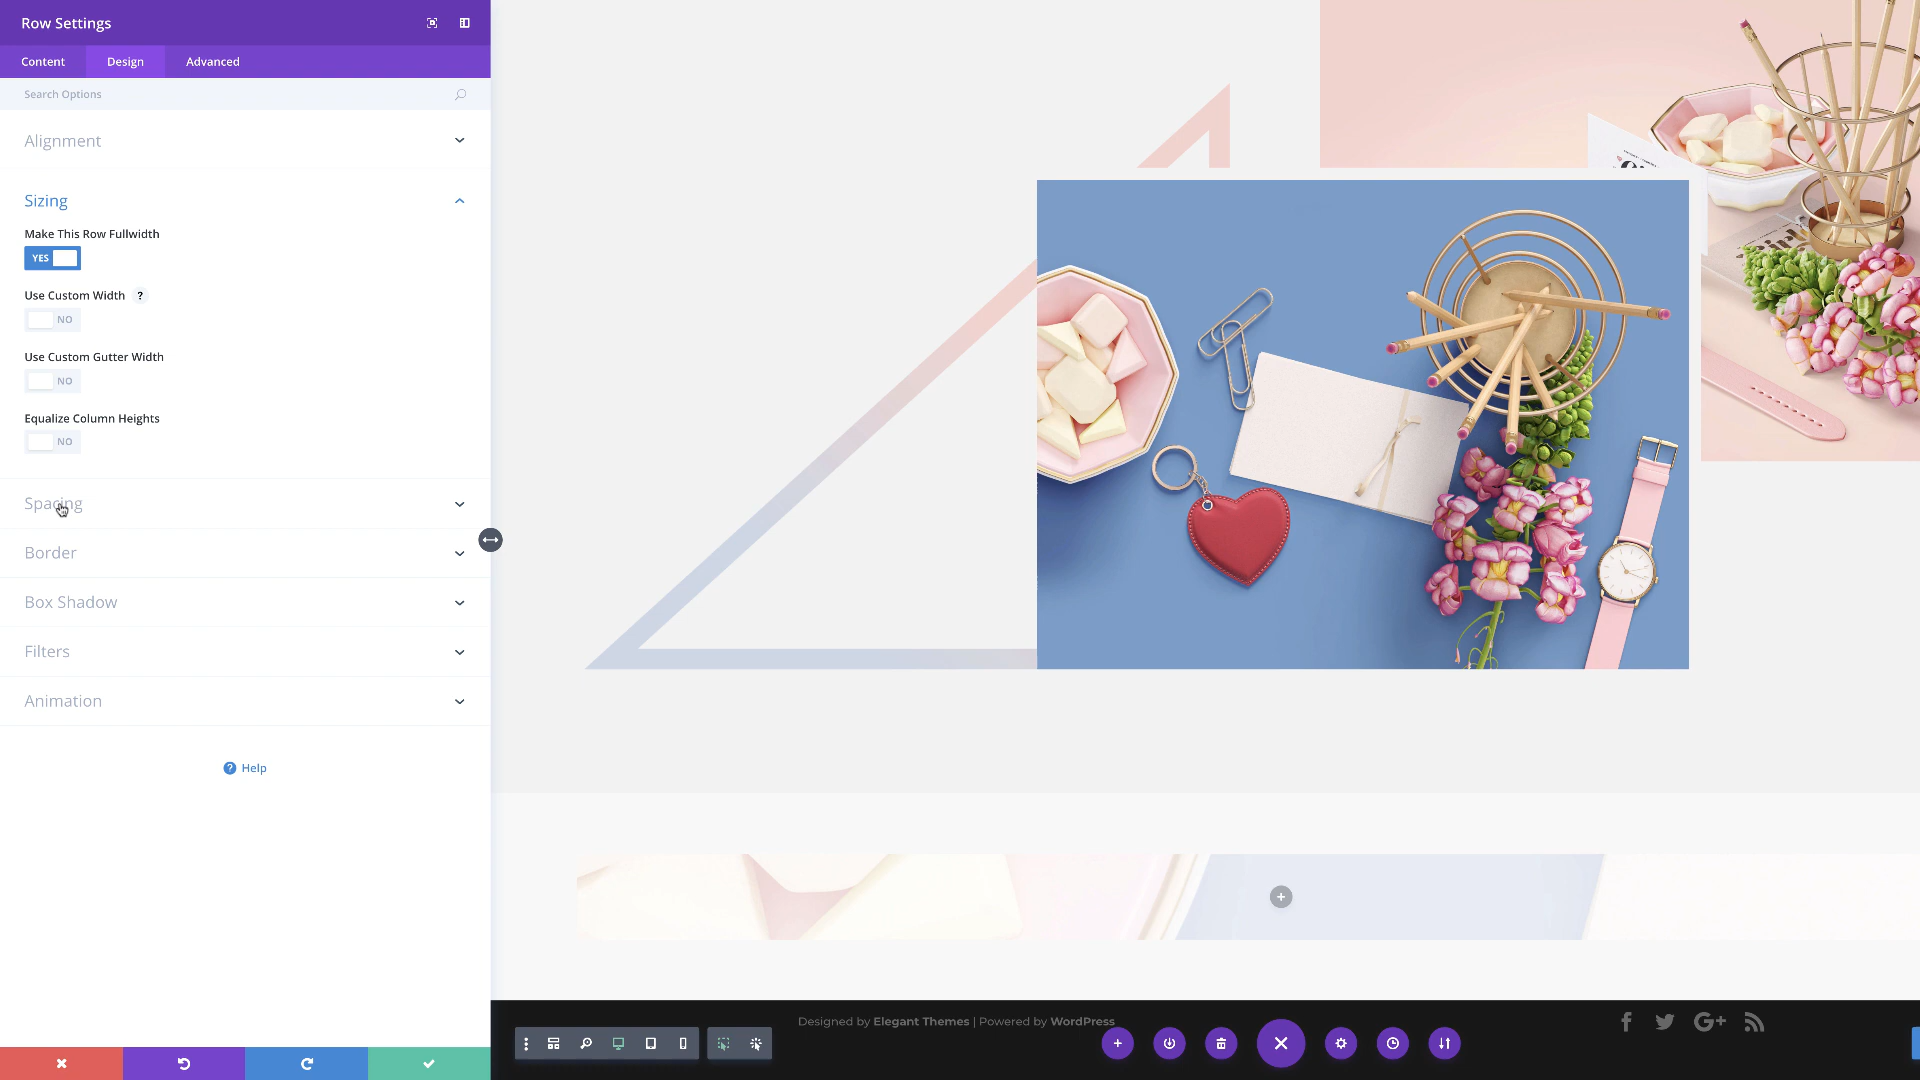 Row Settings
Content
Design
Advanced
Search Options
Alignment
Sizing
Make This Row Fullwidth
YES
Use Custom Width ?
NO
Use Custom Gutter Width
NO
Equalize Column Heights
NO
Spacing
Border
Box Shadow
Filters
Animation
? Help
Designed by Elegant Themes | Powered by WordPress